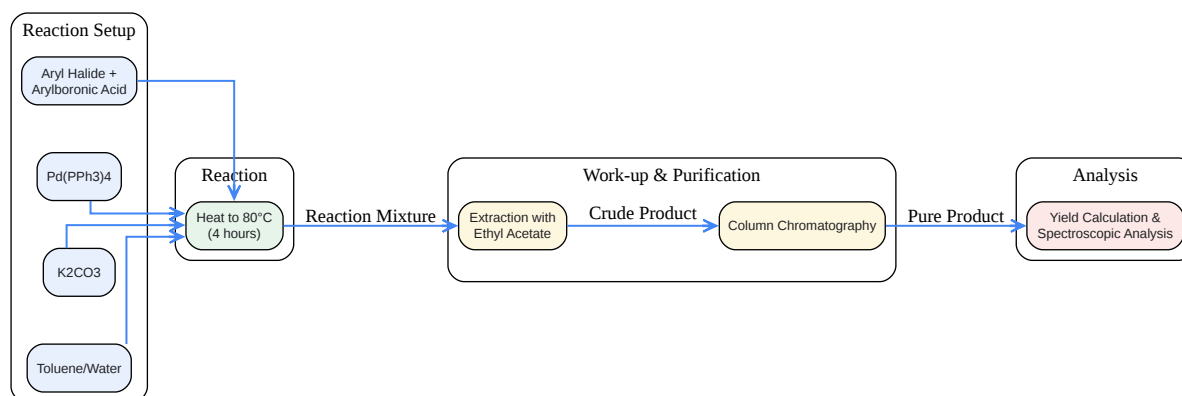 Reaction Setup
Aryl Halide +
Arylboronic Acid
Pd(PPh3)4
K2CO3
Toluene/Water
Reaction
Heat to 80°C
(4 hours)
Reaction Mixture
Work-up & Purification
Extraction with
Ethyl Acetate
Crude Product
Column Chromatography
Pure Product
Analysis
Yield Calculation &
Spectroscopic Analysis